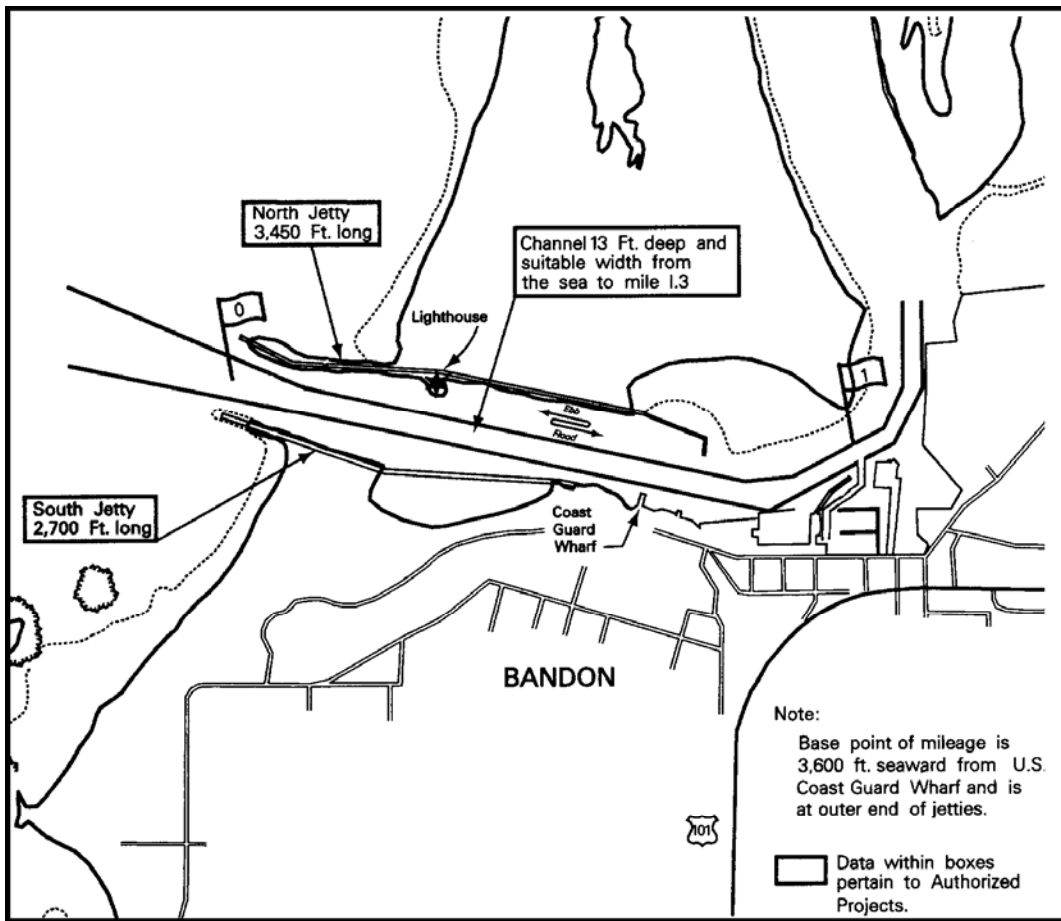 North Jetty
3,450 Ft. long
Channel 13 Ft. deep and
suitable width from
the sea to mile 1.3
0
Lighthouse
1
Ebb
Flood
South Jetty
2,700 Ft. long
Coast
Guard
Wharf
BANDON
Note:
Base point of mileage is
3,600 ft. seaward from U.S.
Coast Guard Wharf and is
at outer end of jetties.
101
Data within boxes
pertain to Authorized
Projects.